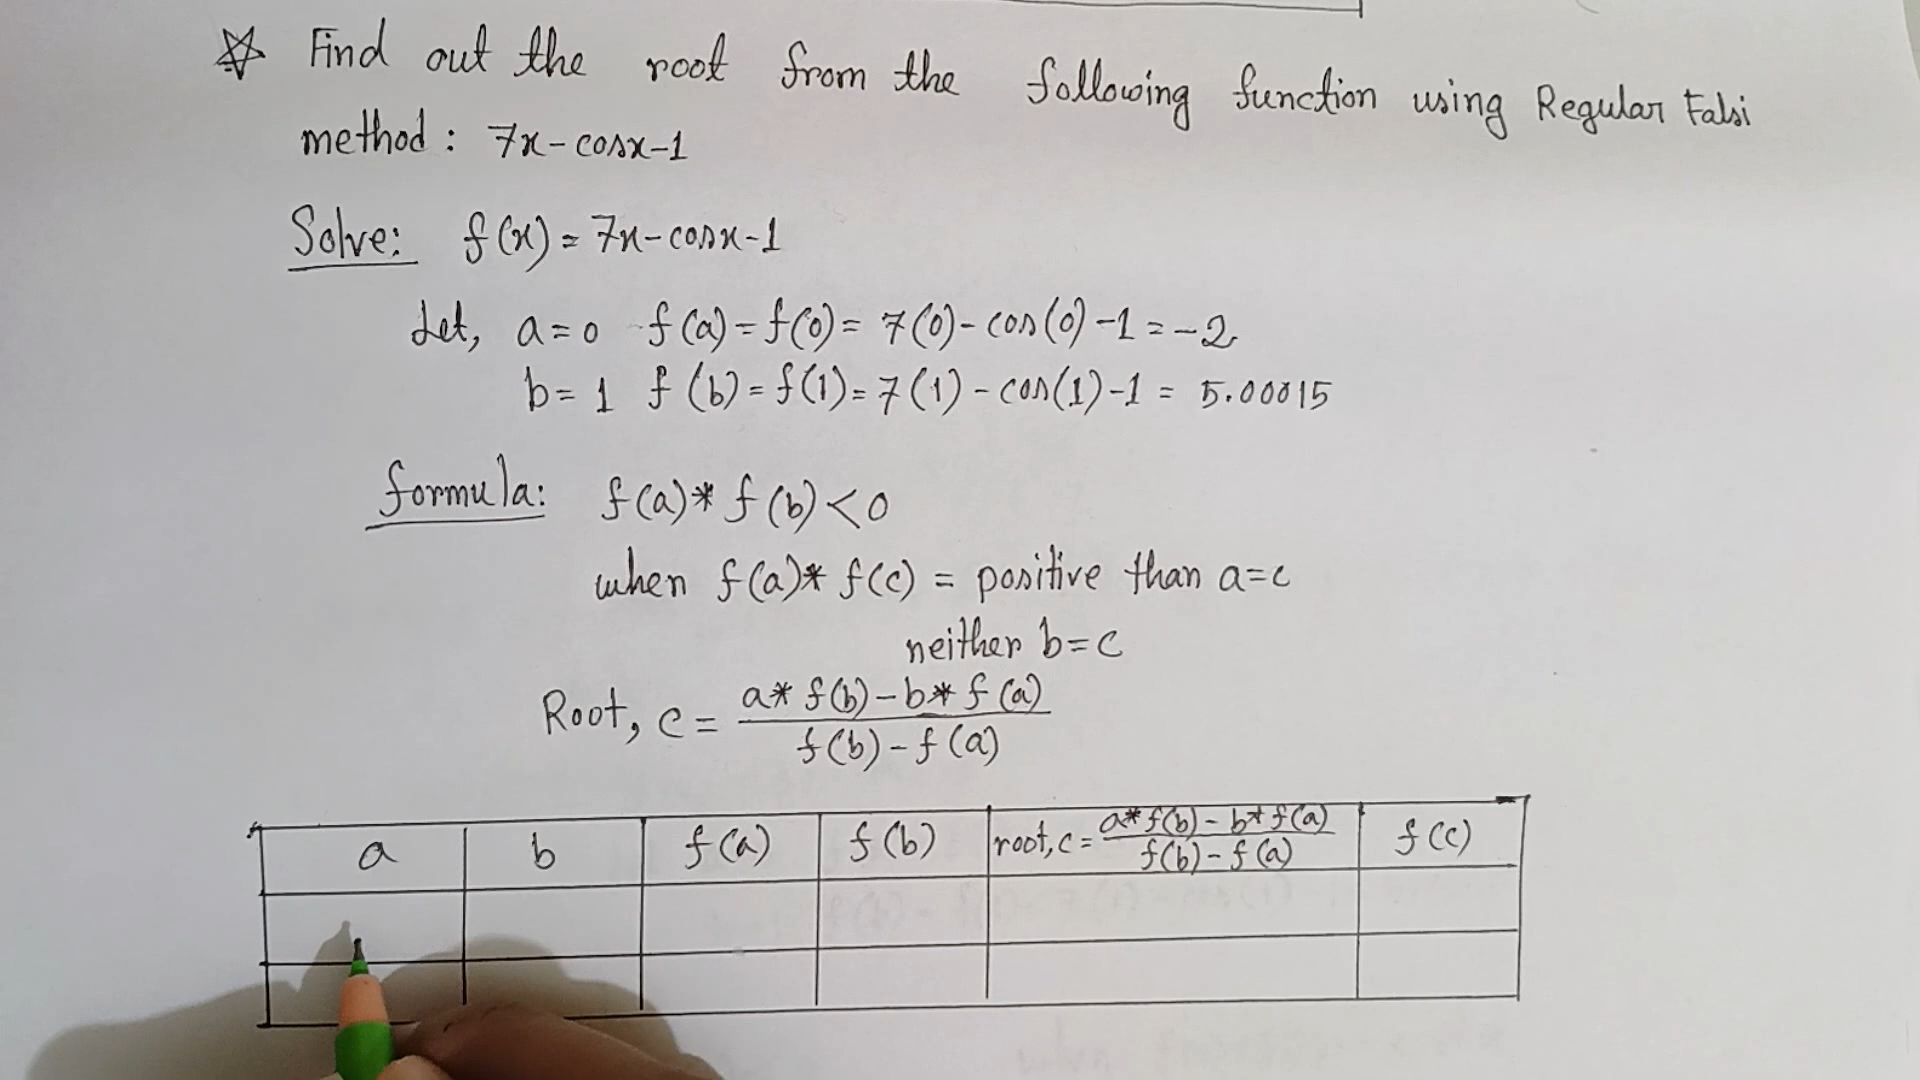 Find out the root from the following function using Regular Falsi
method : 7x-cosx-1
Solve: f(x) = 7x-cosx-1
Let, a=0 f(a) = f(0) = 7(0)-cos(0)-1 = -2
b=1 f(b) = f(1) = 7(1)-cos(1)-1 = 5.00015
formula: f(a)* f(b)<0
when f(a)* f(c) = positive than a=c
neither b=c
Root, c = a* f(b)-b* f(a)
f(b)-f(a)
a b f(a) f(b) root, c = a* f(b)-b* f(a) f(c)
f(b)-f(a)